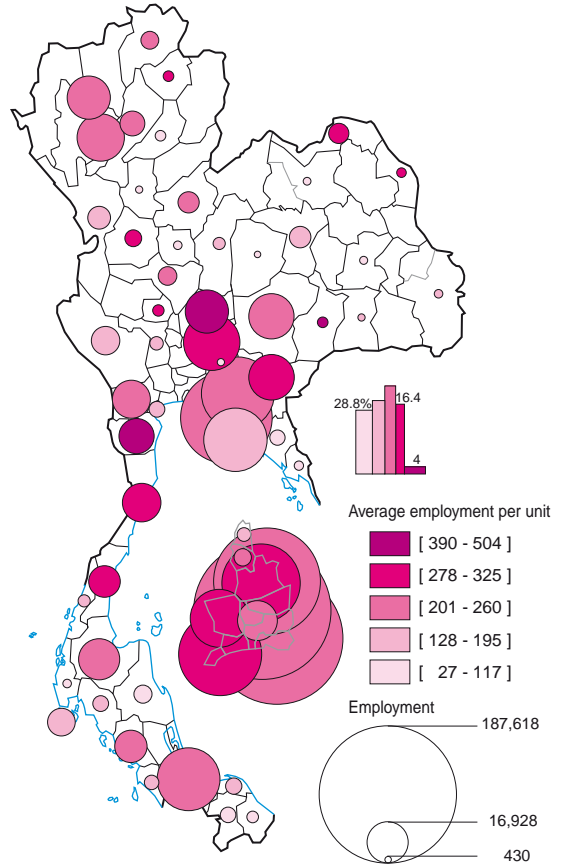 28.8%
16.4
4
Average employment per unit
[ 390 - 504 ]
[ 278 - 325 ]
[ 201 - 260 ]
[ 128 - 195 ]
[ 27 - 117 ]
Employment
187,618
16,928
430